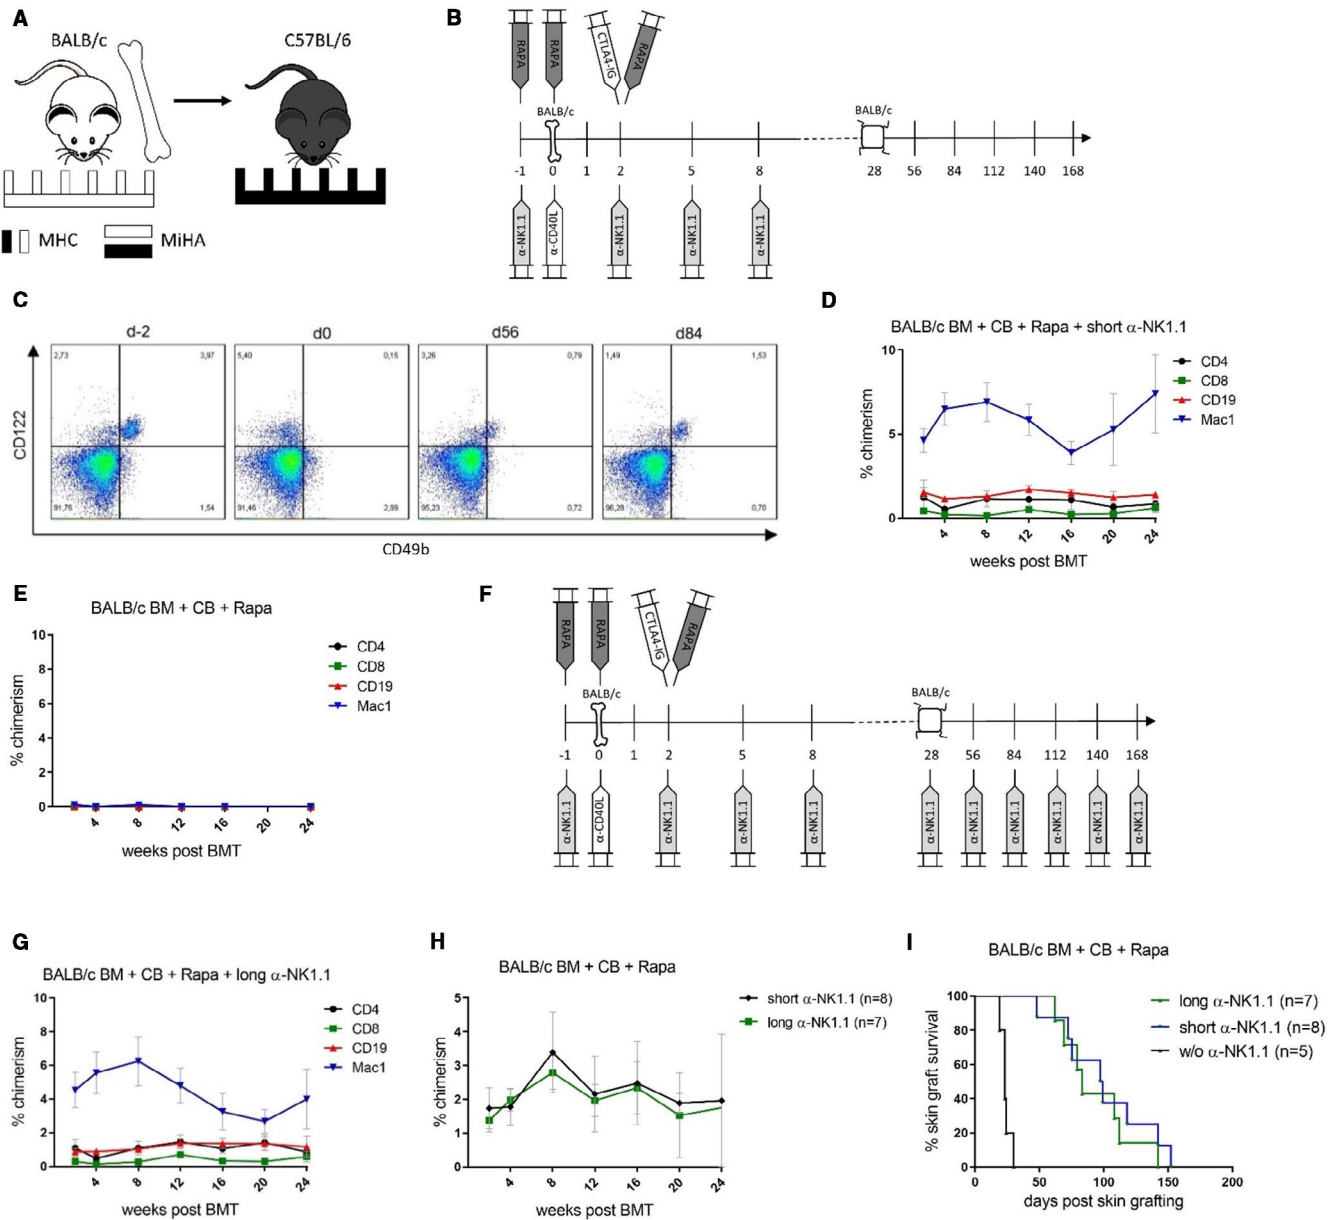 A
BALB/c
C57BL/6
MHC
MiHA
B
RAPA
RAPA
CTLA4-IG
RAPA
BALB/c
BALB/c
-1 0 1 2 5 8 28 56 84 112 140 168
α-NK1.1
α-CD40L
α-NK1.1
α-NK1.1
α-NK1.1
C
d-2
d0
d56
d84
2,73 3,97
5,40 0,15
3,26 0,79
1,49 1,53
91,76 1,54
91,46 2,99
95,23 0,72
96,28 0,70
CD122
CD49b
D
BALB/c BM + CB + Rapa + short α-NK1.1
% chimerism
10
5
0
4 8 12 16 20 24
weeks post BMT
CD4
CD8
CD19
Mac1
E
BALB/c BM + CB + Rapa
% chimerism
10
8
6
4
2
0
4 8 12 16 20 24
weeks post BMT
CD4
CD8
CD19
Mac1
F
RAPA
RAPA
CTLA4-IG
RAPA
BALB/c
BALB/c
-1 0 1 2 5 8 28 56 84 112 140 168
α-NK1.1
α-CD40L
α-NK1.1
α-NK1.1
α-NK1.1
α-NK1.1
α-NK1.1
α-NK1.1
α-NK1.1
α-NK1.1
α-NK1.1
G
BALB/c BM + CB + Rapa + long α-NK1.1
% chimerism
10
8
6
4
2
0
4 8 12 16 20 24
weeks post BMT
CD4
CD8
CD19
Mac1
H
BALB/c BM + CB + Rapa
% chimerism
5
4
3
2
1
0
4 8 12 16 20 24
weeks post BMT
short α-NK1.1 (n=8)
long α-NK1.1 (n=7)
I
BALB/c BM + CB + Rapa
% skin graft survival
100
80
60
40
20
0
0 50 100 150 200
days post skin grafting
long α-NK1.1 (n=7)
short α-NK1.1 (n=8)
w/o α-NK1.1 (n=5)